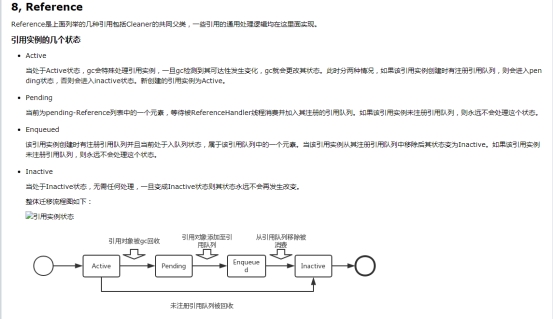 8, Reference
Reference是上面列举的几种引用包括Cleaner的共同父类，一些引用的通用处理逻辑均在这里面实现。
引用实例的几个状态
Active
当处于Active状态，gc会特殊处理引用实例，一旦gc检测到其可达性发生变化，gc就会更改其状态。此时分两种情况，如果该引用实例创建时有注册引用队列，则会进入pen
ding状态，否则会进入inactive状态。新创建的引用实例为Active。
Pending
当前为pending-Reference列表中的一个元素，等待被ReferenceHandler线程消费并加入其注册的引用队列。如果该引用实例未注册引用队列，则永远不会处理这个状态。
Enqueued
该引用实例创建时有注册引用队列并且当前处于入队列状态，属于该引用队列中的一个元素。当该引用实例从其注册引用队列中移除后其状态变为Inactive。如果该引用实例
未注册引用队列，则永远不会处理这个状态。
Inactive
当处于Inactive状态，无需任何处理，一旦变成Inactive状态则其状态永远不会再发生改变。
整体迁移流程图如下：
引用实例状态
引用对象被gc回收
引用对象添加至引
用队列
从引用队列移除被
消费
Active
Pending
Enqueue
d
Inactive
未注册引用队列被回收